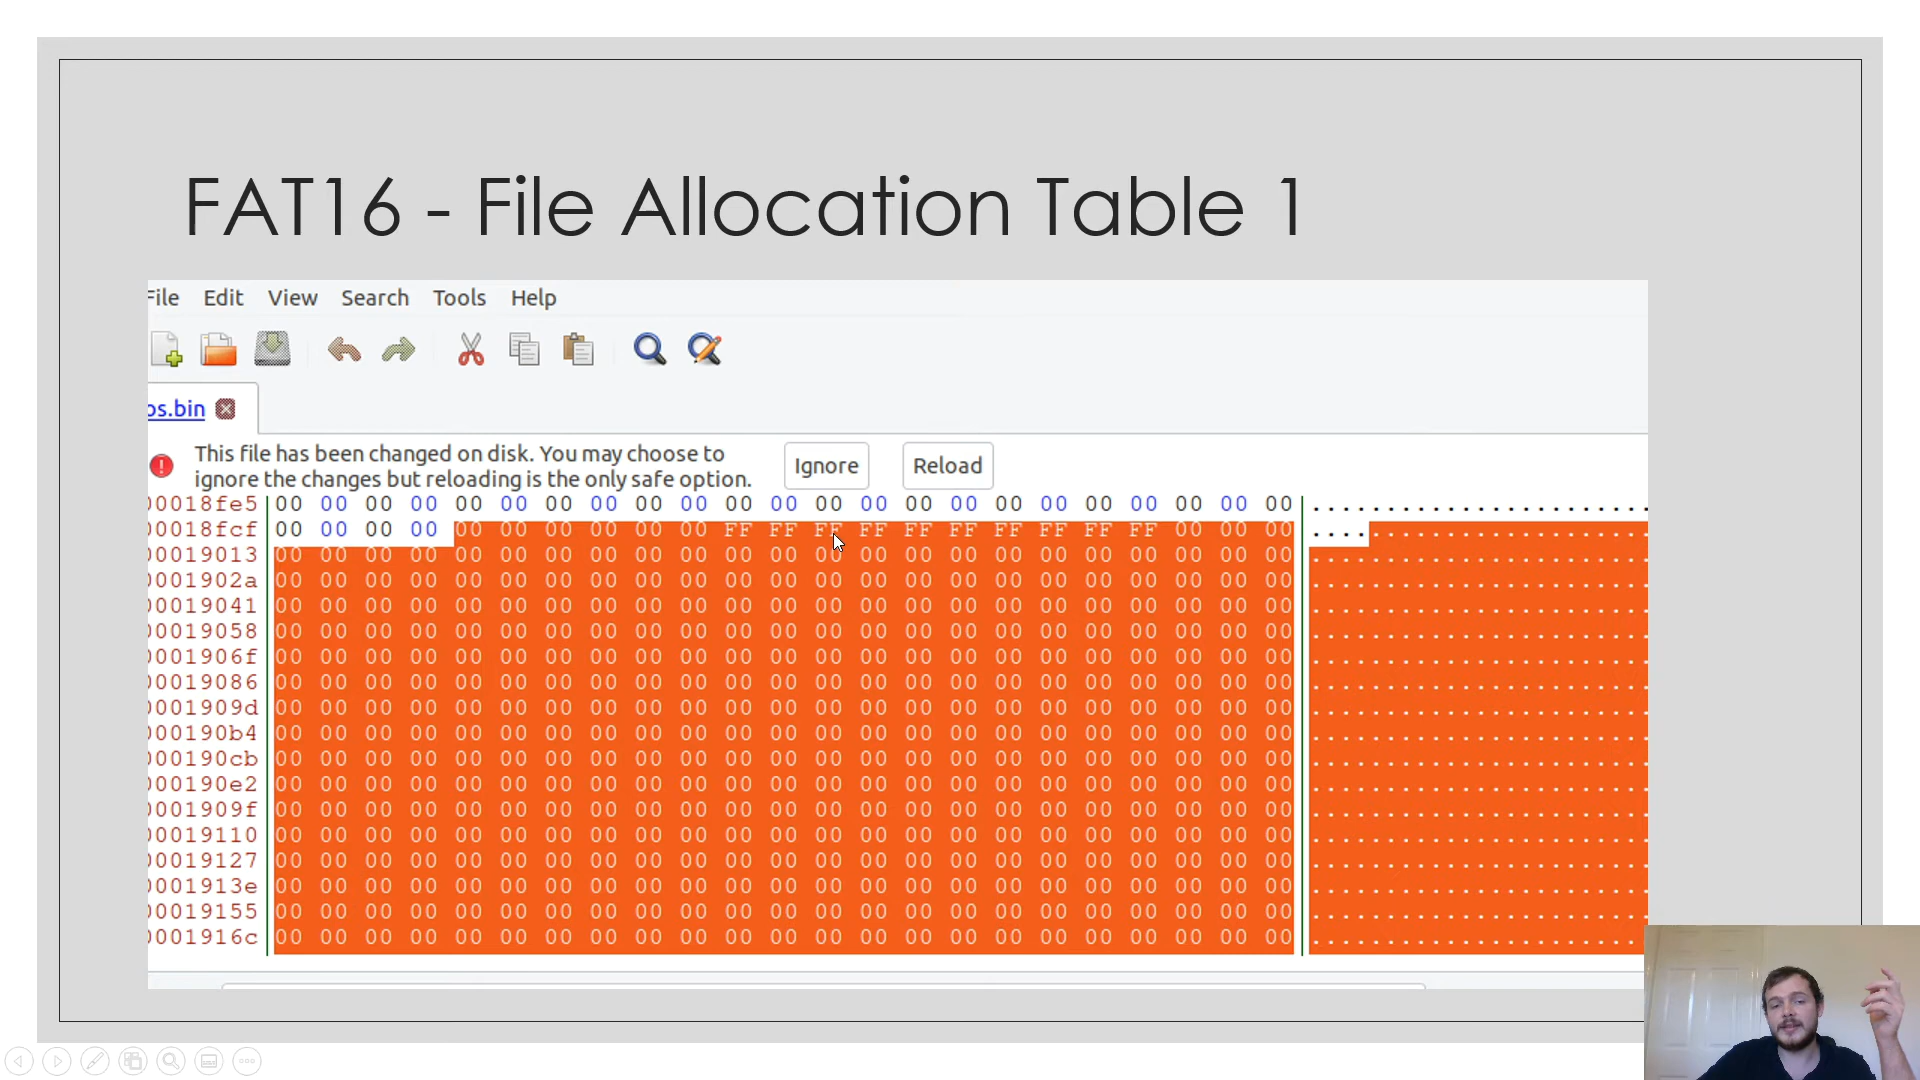 FAT16 - File Allocation Table 1
File Edit View Search Tools Help
os.bin
This file has been changed on disk. You may choose to
ignore the changes but reloading is the only safe option.
Ignore Reload
00018fe5 00 00 00 00 00 00 00 00 00 00 00 00 00 00 00 00 00 00 00 00 00 00 00 .......................
00018fcf 00 00 00 00 00 00 00 00 00 00 FF FF FF FF FF FF FF FF FF FF 00 00 00 .......................
00019013 00 00 00 00 00 00 00 00 00 00 00 00 00 00 00 00 00 00 00 00 00 00 00 .......................
0001902a 00 00 00 00 00 00 00 00 00 00 00 00 00 00 00 00 00 00 00 00 00 00 00 .......................
00019041 00 00 00 00 00 00 00 00 00 00 00 00 00 00 00 00 00 00 00 00 00 00 00 .......................
00019058 00 00 00 00 00 00 00 00 00 00 00 00 00 00 00 00 00 00 00 00 00 00 00 .......................
0001906f 00 00 00 00 00 00 00 00 00 00 00 00 00 00 00 00 00 00 00 00 00 00 00 .......................
00019086 00 00 00 00 00 00 00 00 00 00 00 00 00 00 00 00 00 00 00 00 00 00 00 .......................
0001909d 00 00 00 00 00 00 00 00 00 00 00 00 00 00 00 00 00 00 00 00 00 00 00 .......................
000190b4 00 00 00 00 00 00 00 00 00 00 00 00 00 00 00 00 00 00 00 00 00 00 00 .......................
000190cb 00 00 00 00 00 00 00 00 00 00 00 00 00 00 00 00 00 00 00 00 00 00 00 .......................
000190e2 00 00 00 00 00 00 00 00 00 00 00 00 00 00 00 00 00 00 00 00 00 00 00 .......................
0001909f 00 00 00 00 00 00 00 00 00 00 00 00 00 00 00 00 00 00 00 00 00 00 00 .......................
00019110 00 00 00 00 00 00 00 00 00 00 00 00 00 00 00 00 00 00 00 00 00 00 00 .......................
00019127 00 00 00 00 00 00 00 00 00 00 00 00 00 00 00 00 00 00 00 00 00 00 00 .......................
0001913e 00 00 00 00 00 00 00 00 00 00 00 00 00 00 00 00 00 00 00 00 00 00 00 .......................
00019155 00 00 00 00 00 00 00 00 00 00 00 00 00 00 00 00 00 00 00 00 00 00 00 .......................
0001916c 00 00 00 00 00 00 00 00 00 00 00 00 00 00 00 00 00 00 00 00 00 00 00 .......................